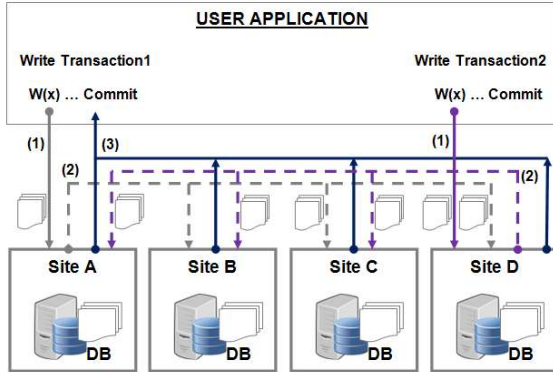 USER APPLICATION
Write Transaction1
Write Transaction2
W(x) ... Commit
W(x) ... Commit
(1)
(3)
(1)
(2)
(2)
Site A
Site B
Site C
Site D
DB
DB
DB
DB